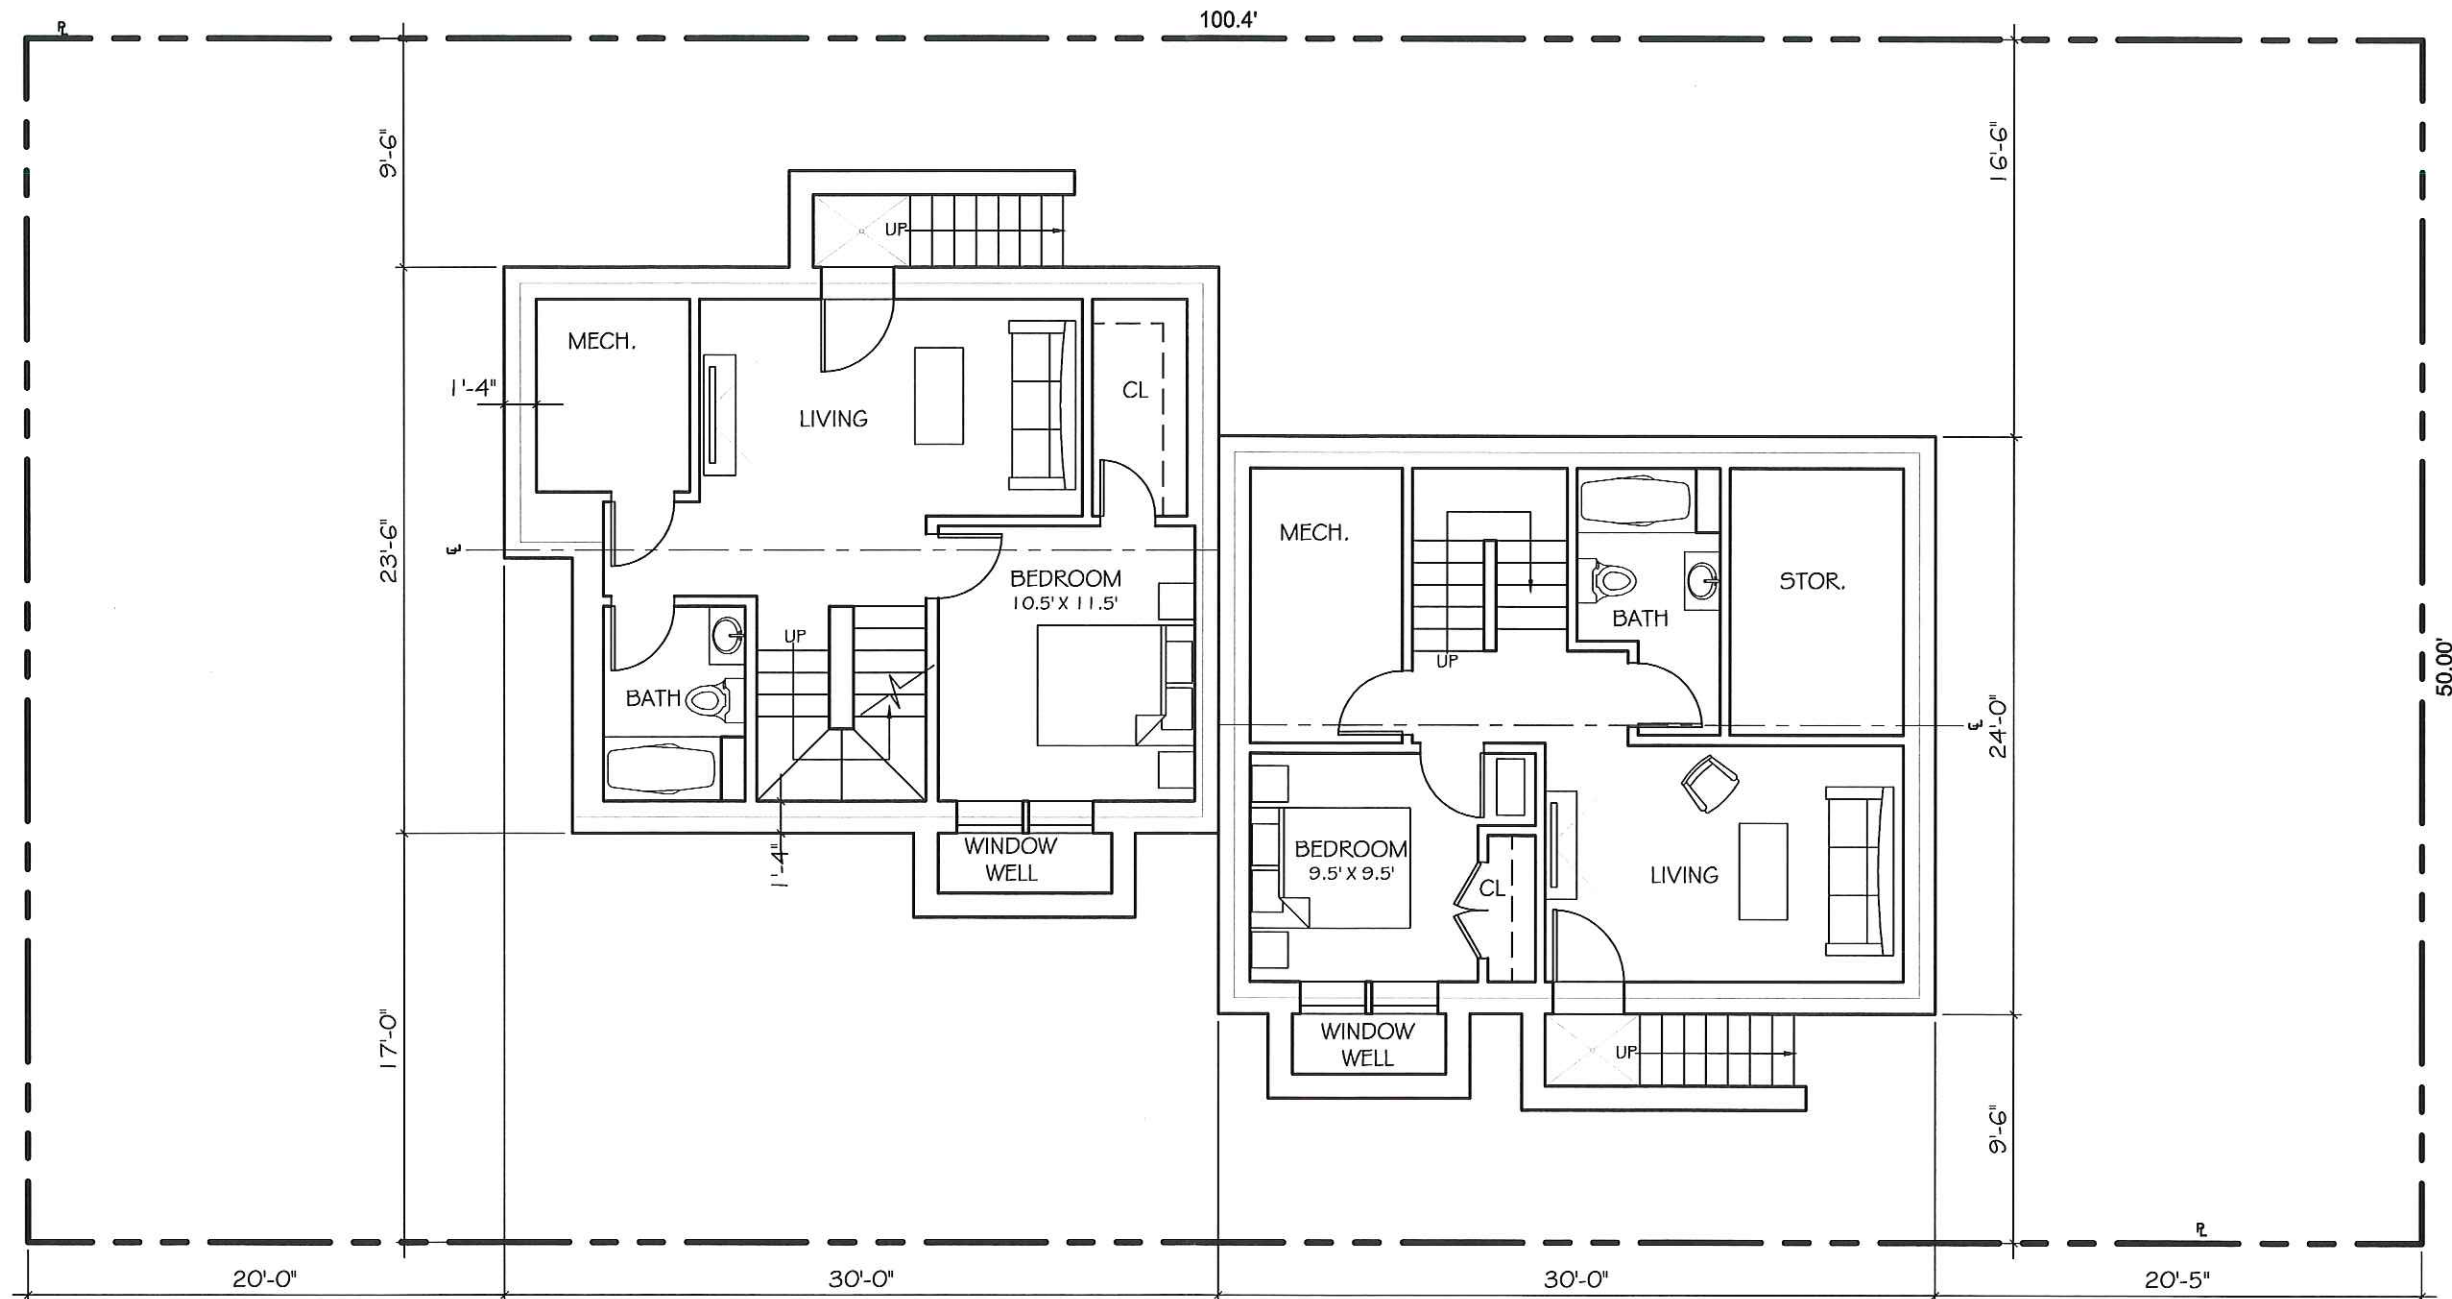 100.4'
℄
9'-6"
16'-6"
UP
MECH.
1'-4"
LIVING
CL
23'-6"
BEDROOM
10.5' X 11.5'
MECH.
STOR.
BATH
UP
UP
BATH
50.00'
24'-0"
WINDOW
WELL
1'-4"
BEDROOM
9.5' X 9.5'
CL
LIVING
17'-0"
WINDOW
WELL
UP
9'-6"
20'-0"
30'-0"
30'-0"
20'-5"